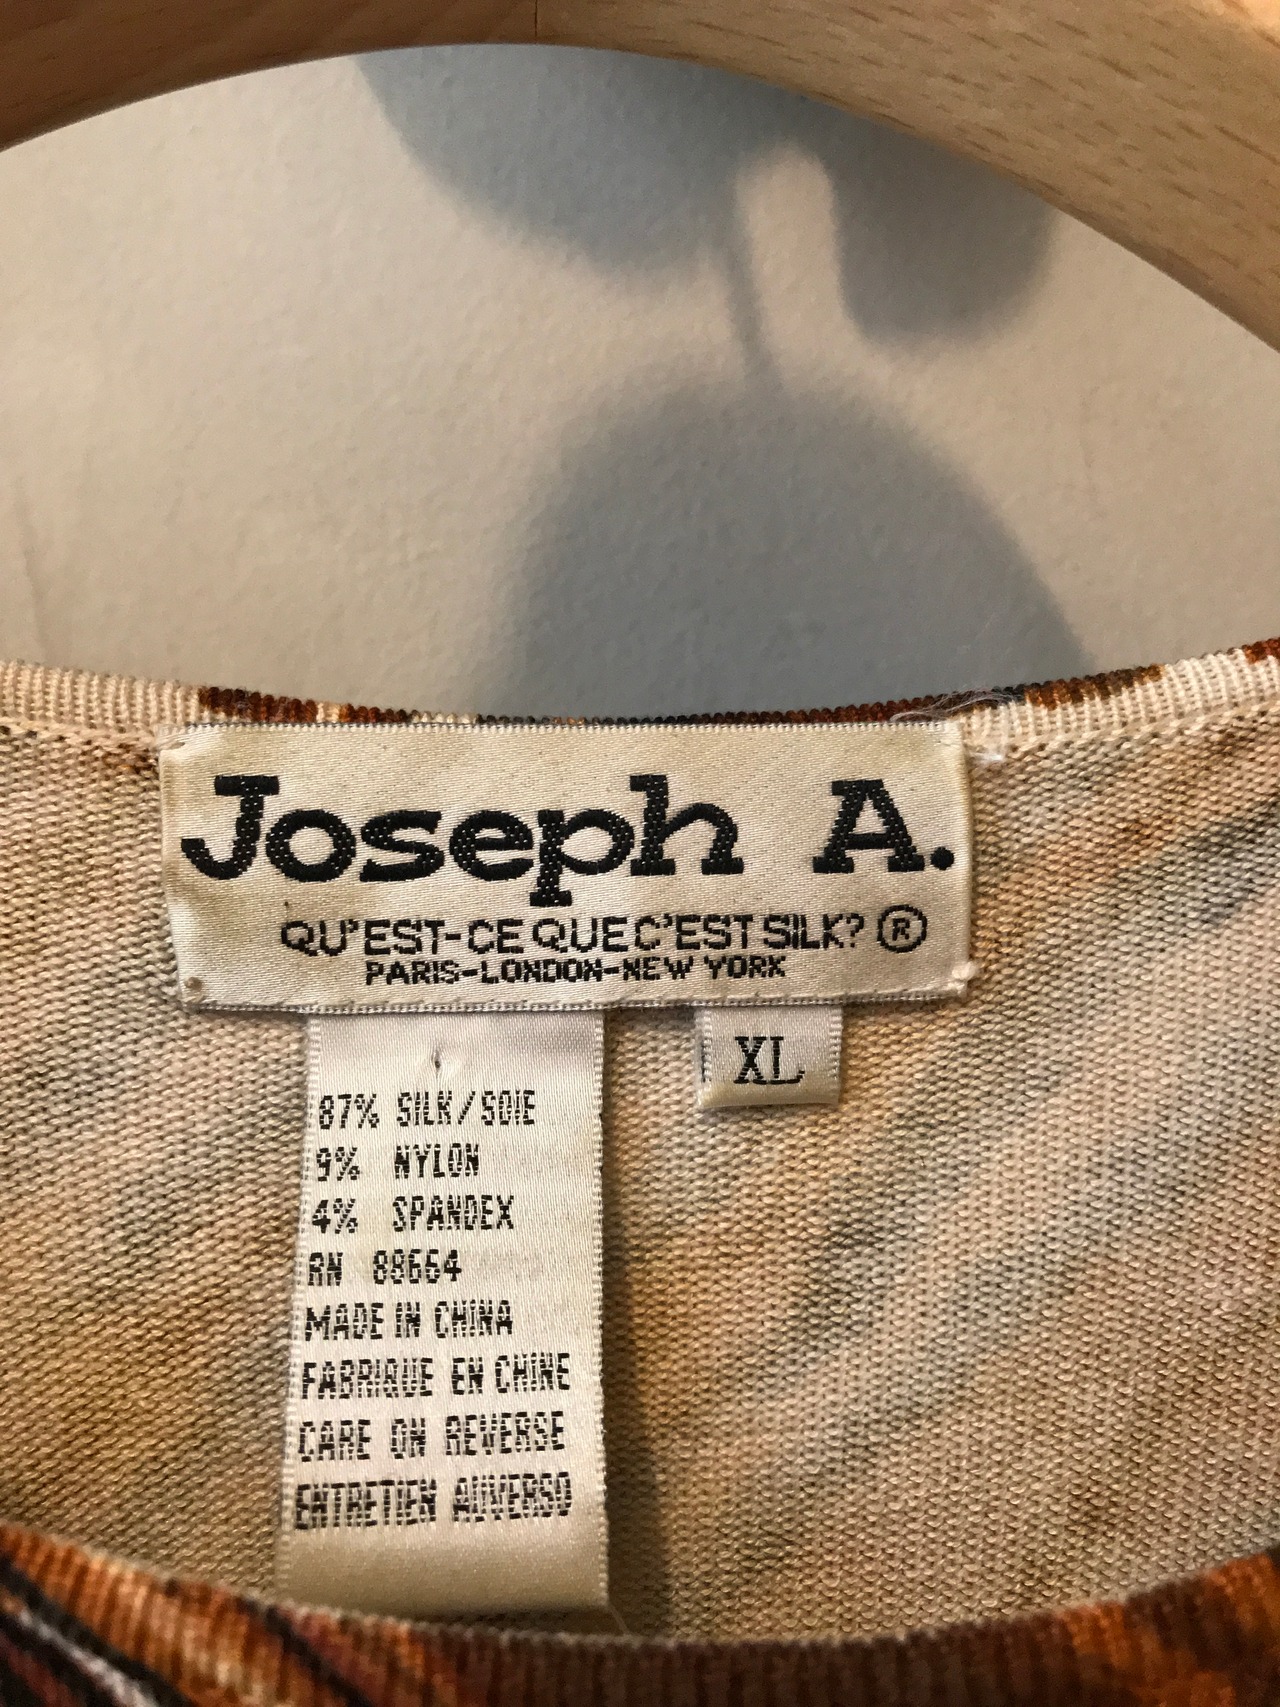 Joseph A.
QU'EST-CE QUE C'EST SILK? ®
PARIS-LONDON-NEW YORK
XL
87% SILK/SOIE
9% NYLON
4% SPANDEX
RN 88664
MADE IN CHINA
FABRIQUE EN CHINE
CARE ON REVERSE
ENTRETIEN AUVERSO